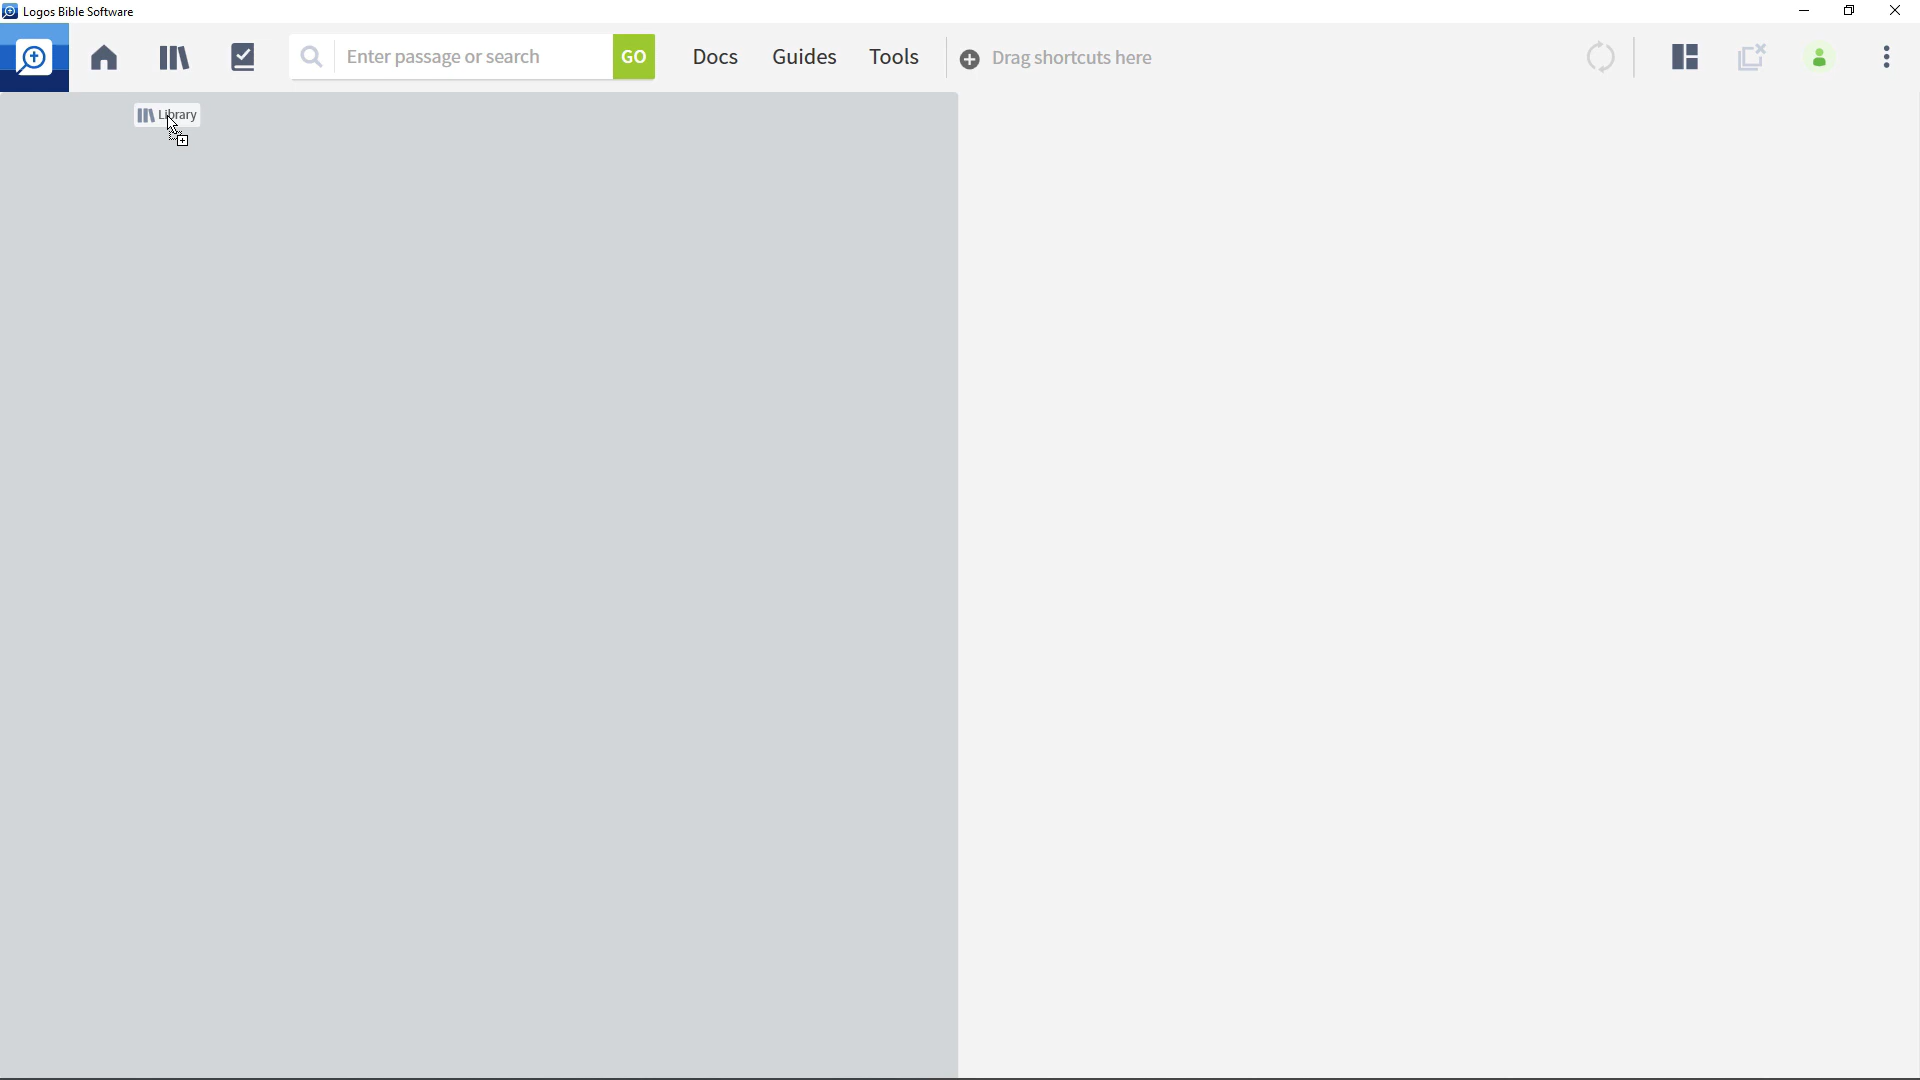 Logos Bible Software
Enter passage or search
GO
Docs
Guides
Tools
Drag shortcuts here
Library